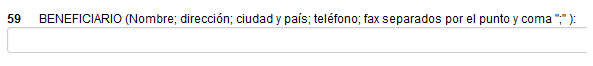 59 BENEFICIARIO (Nombre; dirección; ciudad y país; teléfono; fax separados por el punto y coma ";" ):